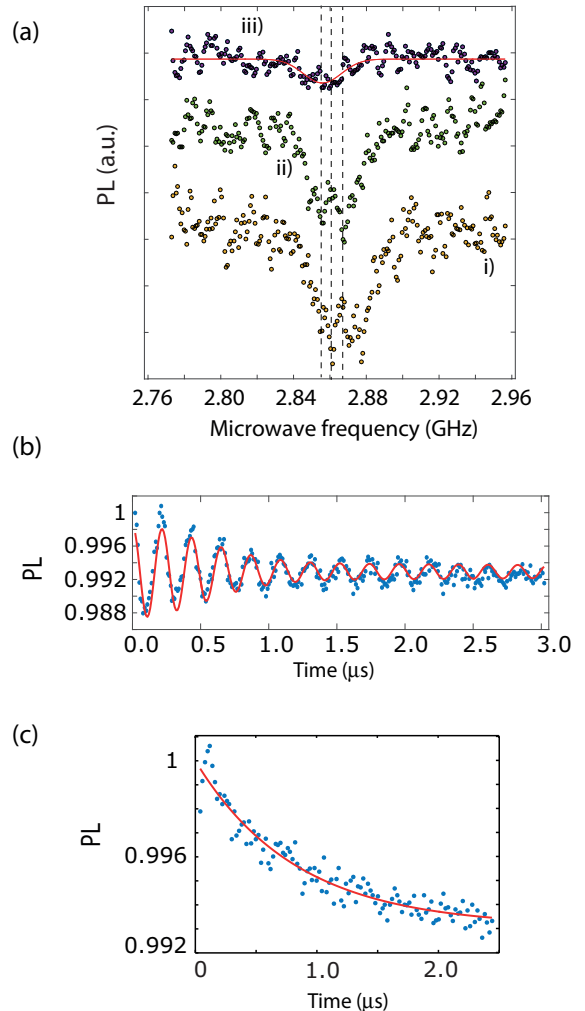 (a)
iii)
ii)
i)
PL (a.u.)
2.76 2.80 2.84 2.88 2.92 2.96
Microwave frequency (GHz)
(b)
1
0.996
0.992
0.988
PL
0.0 0.5 1.0 1.5 2.0 2.5 3.0
Time (μs)
(c)
1
0.996
0.992
PL
0 1.0 2.0
Time (μs)